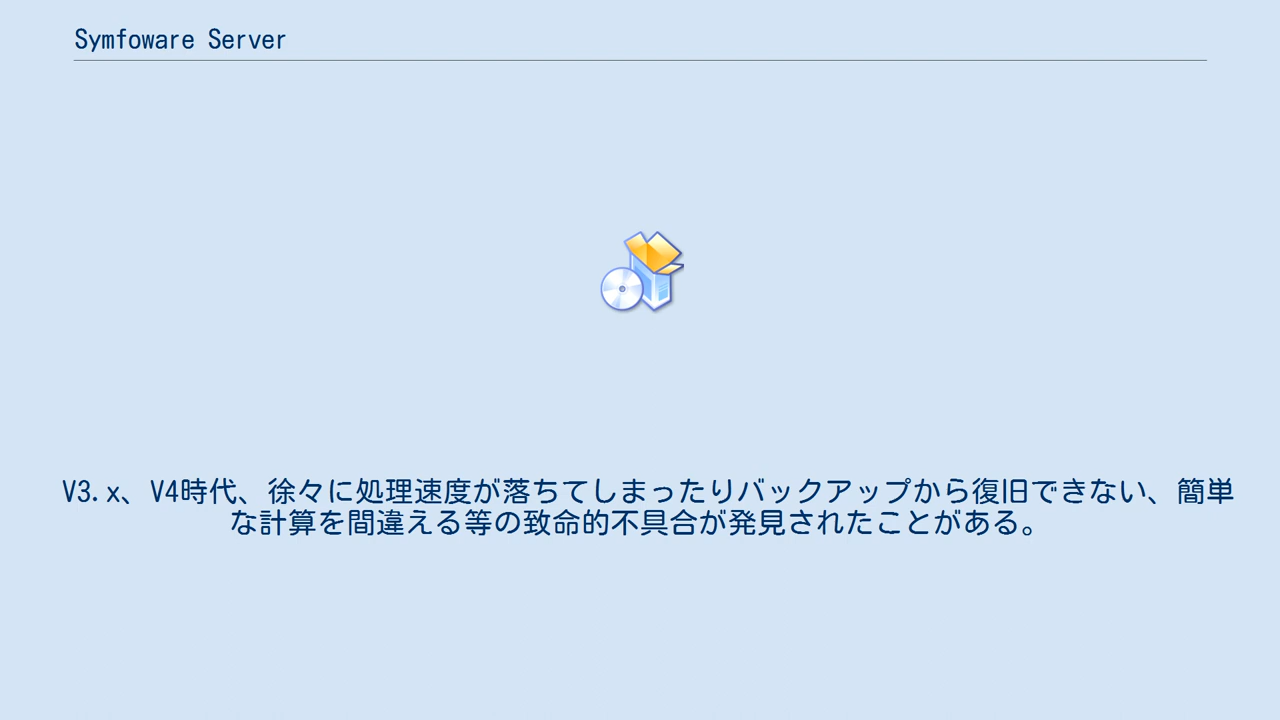 Symfoware Server
V3.x、V4時代、徐々に処理速度が落ちてしまったりバックアップから復旧できない、簡単
な計算を間違える等の致命的不具合が発見されたことがある。